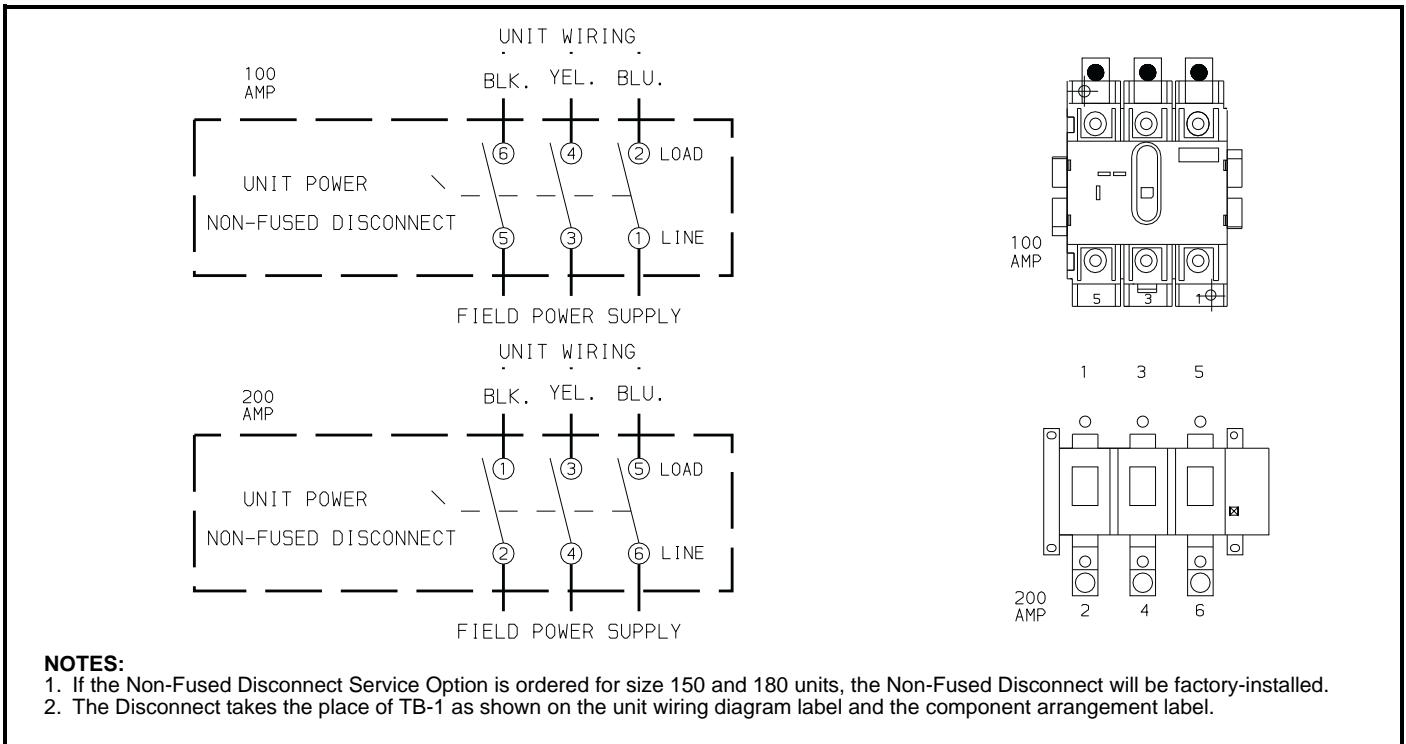 UNIT WIRING
100
AMP
BLK. YEL. BLU.
6 4 2 LOAD
UNIT POWER
NON-FUSED DISCONNECT
5 3 1 LINE
FIELD POWER SUPPLY
100
AMP
5 3 1
UNIT WIRING
200
AMP
BLK. YEL. BLU.
1 3 5 LOAD
UNIT POWER
NON-FUSED DISCONNECT
2 4 6 LINE
FIELD POWER SUPPLY
1 3 5
200
AMP
2 4 6
NOTES:
1. If the Non-Fused Disconnect Service Option is ordered for size 150 and 180 units, the Non-Fused Disconnect will be factory-installed.
2. The Disconnect takes the place of TB-1 as shown on the unit wiring diagram label and the component arrangement label.